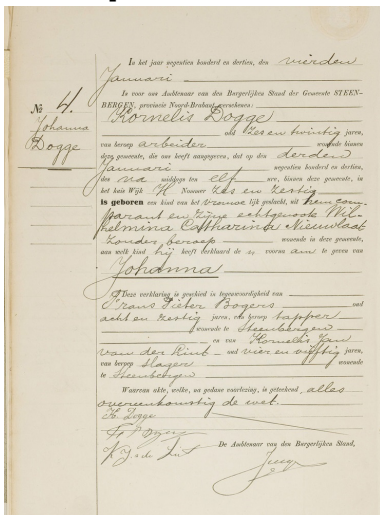 No 4.
Johanna
Dogge
In het jaar negentien honderd en dertien, den vierden
Januari
is voor ons Ambtenaar van den Burgerlijken Stand der Gemeente STEEN-
BERGEN, provincie Noord-Brabant, verschenen:
Kornelis Dogge
oud zes en twintig jaren,
van beroep arbeider wonende binnen
deze gemeente, die ons heeft aangegeven, dat op den derden
Januari negentien honderd en dertien,
des na middags ten elf ure, binnen deze gemeente, in
het huis Wijk H Nommer zes en zestig
is geboren een kind van het vrouwelijk geslacht, uit hem com-
parant en zijne echtgenoote Wil-
helmina Catharina Nieuwlaat
zonder beroep wonende in deze gemeente,
aan welk kind hij heeft verklaard de voornam te geven van
Johanna
Deze verklaring is geschied in tegenwoordigheid van
Frans Pieter Bogers oud
acht en zestig jaren, van beroep tapper
wonende te Steenbergen
en van Kornelis Jan
van der Rint oud vier en vijftig jaren,
van beroep slager wonende
te Steenbergen
Waarvan akte, welke, na gedane voorlezing, is geteekend alles
overeenkomstig de wet.
K. Dogge
De Ambtenaar van den Burgerlijken Stand,